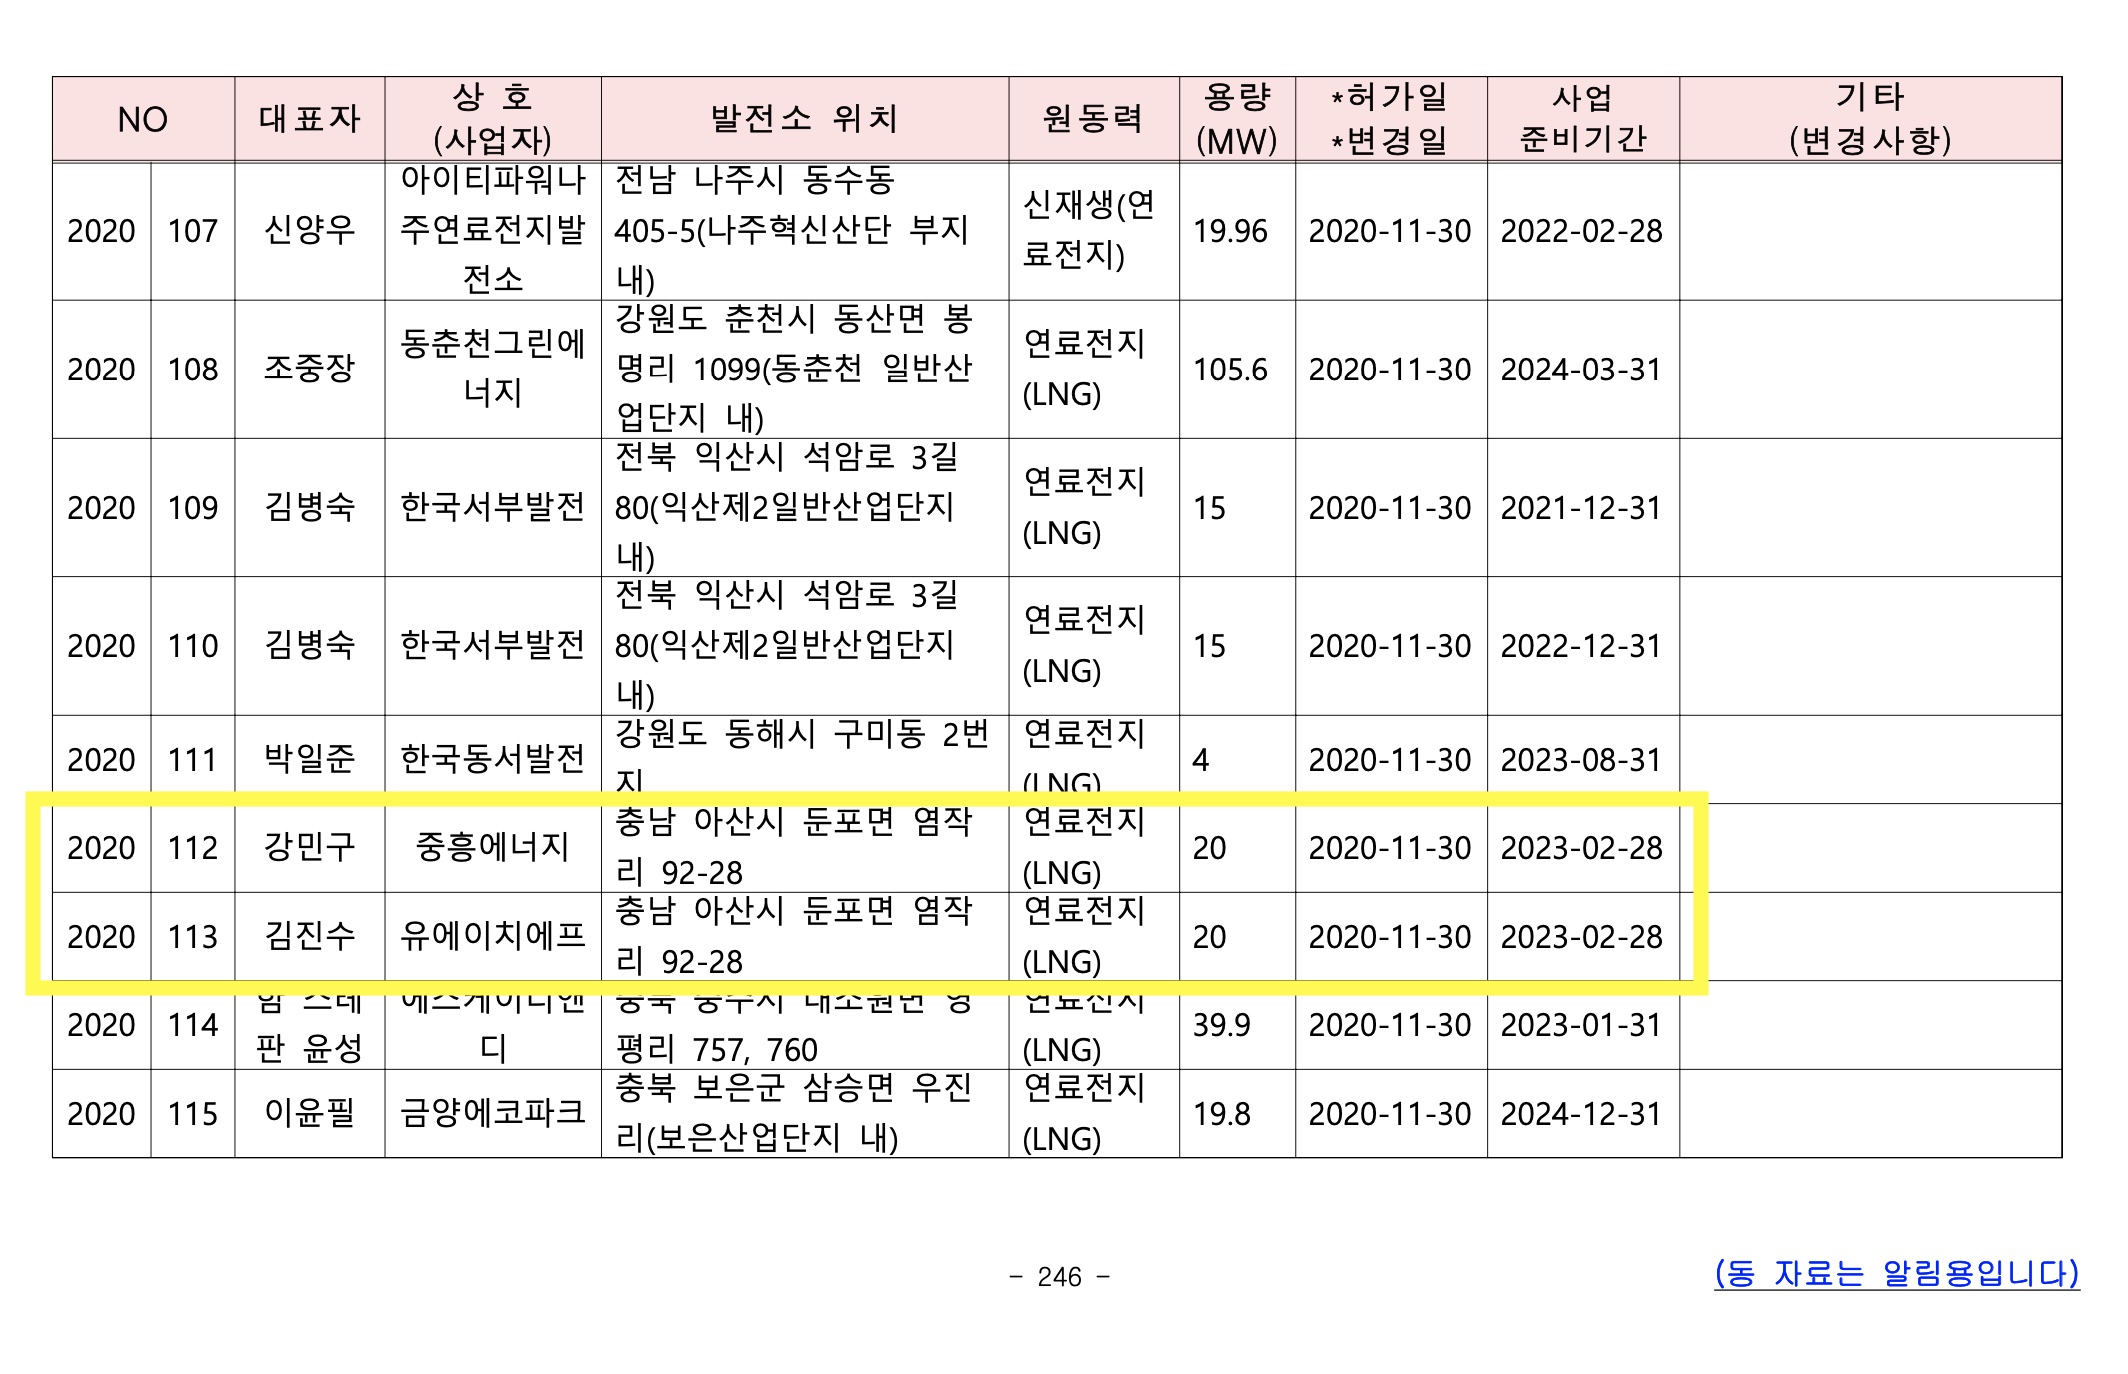 NO 대표자 상 호 (사업자) 발전소 위치 원동력 용량 (MW) *허가일 *변경일 사업 준비기간 기타 (변경사항)
2020 107 신양우 아이티파워나주연료전지발전소 전남 나주시 동수동 405-5(나주혁신산단 부지 내) 신재생(연료전지) 19.96 2020-11-30 2022-02-28
2020 108 조중장 동춘천그린에너지 강원도 춘천시 동산면 봉명리 1099(동춘천 일반산업단지 내) 연료전지(LNG) 105.6 2020-11-30 2024-03-31
2020 109 김병숙 한국서부발전 전북 익산시 석암로 3길 80(익산제2일반산업단지 내) 연료전지(LNG) 15 2020-11-30 2021-12-31
2020 110 김병숙 한국서부발전 전북 익산시 석암로 3길 80(익산제2일반산업단지 내) 연료전지(LNG) 15 2020-11-30 2022-12-31
2020 111 박일준 한국동서발전 강원도 동해시 구미동 2번지 연료전지(LNG) 4 2020-11-30 2023-08-31
2020 112 강민구 중흥에너지 충남 아산시 둔포면 염작리 92-28 연료전지(LNG) 20 2020-11-30 2023-02-28
2020 113 김진수 유에이치에프 충남 아산시 둔포면 염작리 92-28 연료전지(LNG) 20 2020-11-30 2023-02-28
2020 114 판 윤성 에스케이디앤디 충북 충주시 대소원면 영평리 757, 760 연료전지(LNG) 39.9 2020-11-30 2023-01-31
2020 115 이윤필 금양에코파크 충북 보은군 삼승면 우진리(보은산업단지 내) 연료전지(LNG) 19.8 2020-11-30 2024-12-31
- 246 -
(동 자료는 알림용입니다)